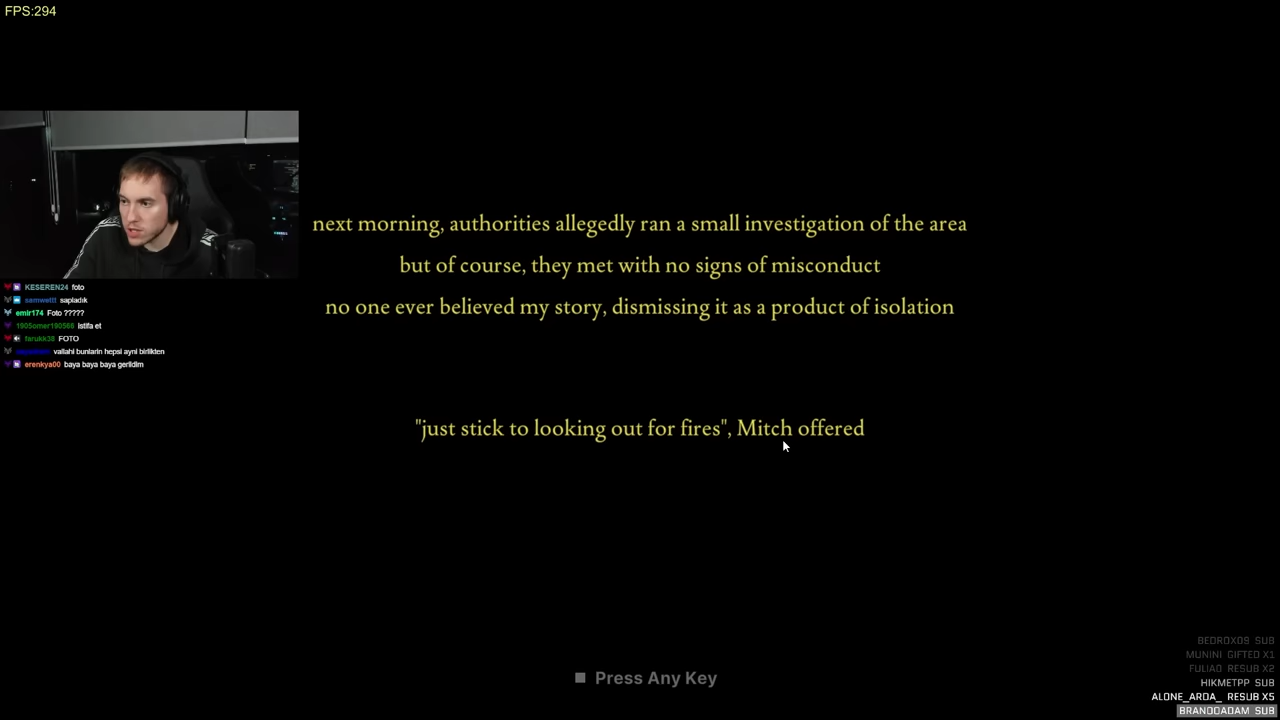 FPS:294
next morning, authorities allegedly ran a small investigation of the area
but of course, they met with no signs of misconduct
no one ever believed my story, dismissing it as a product of isolation
"just stick to looking out for fires", Mitch offered
KESEREN24 foto
semwettt sapladık
emir174 Foto ?????
1905omer190586 istifa et
farukk38 FOTO
vallahi bunlarin hepsi ayni birlikten
erenkya00 baya baya baya gerildim
Press Any Key
BEDROX09 SUB
MUNINI GIFTED X1
FULIAO RESUB X2
HIKMETPP SUB
ALONE_ARDA_ RESUB X5
BRANDOADAM SUB